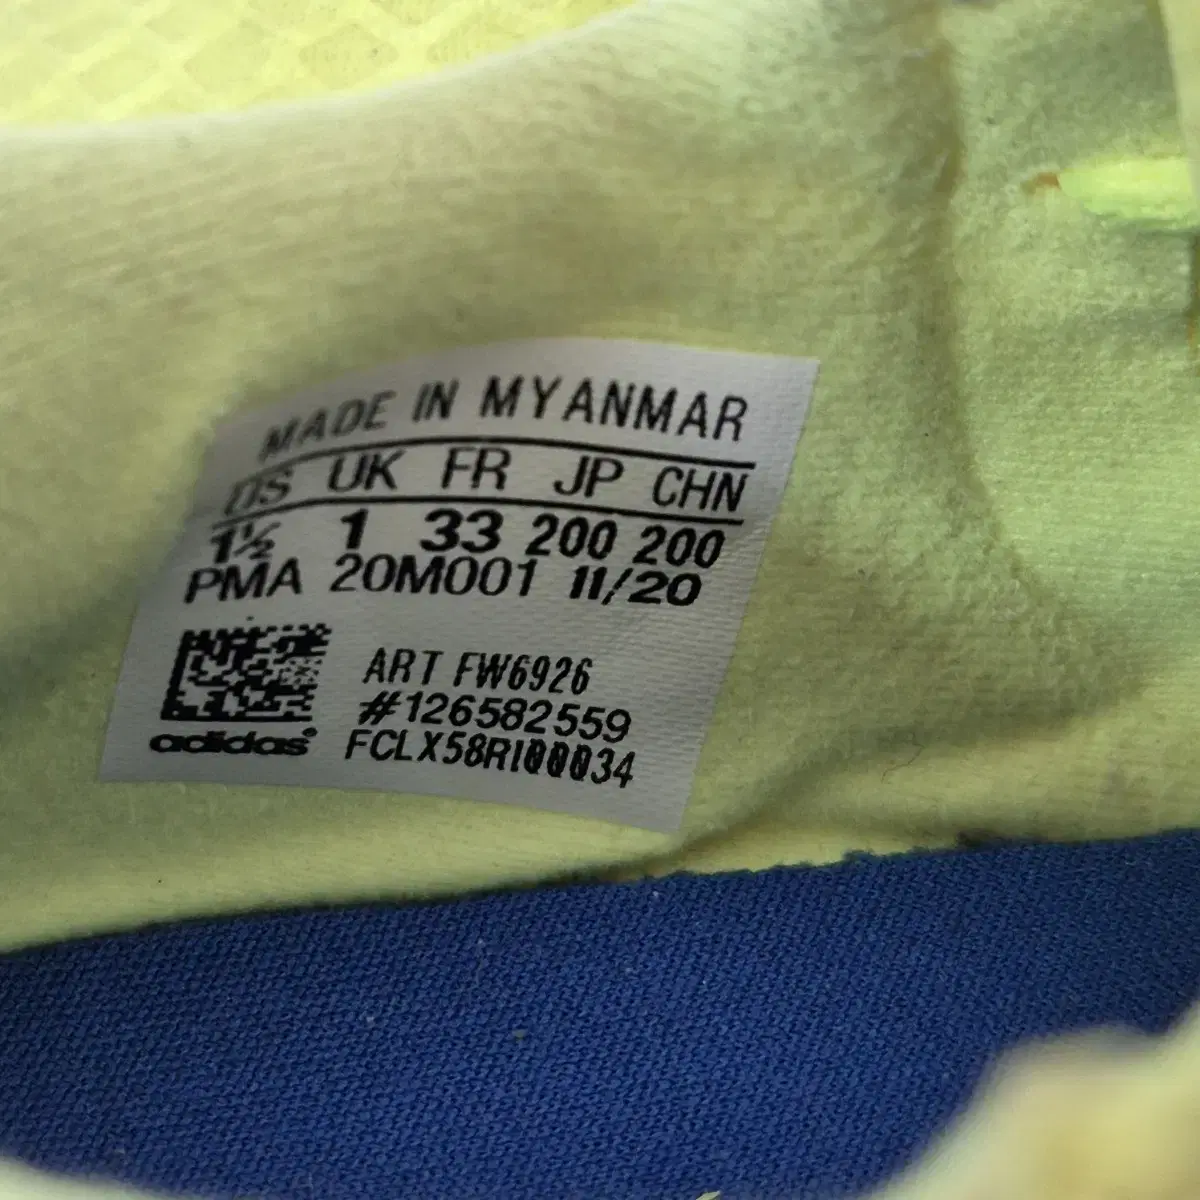 MADE IN MYANMAR
US UK FR JP CHN
1½ 1 33 200 200
PMA 20M001 11/20
ART FW6926
#126582559
adidas® FCLX58RI00034